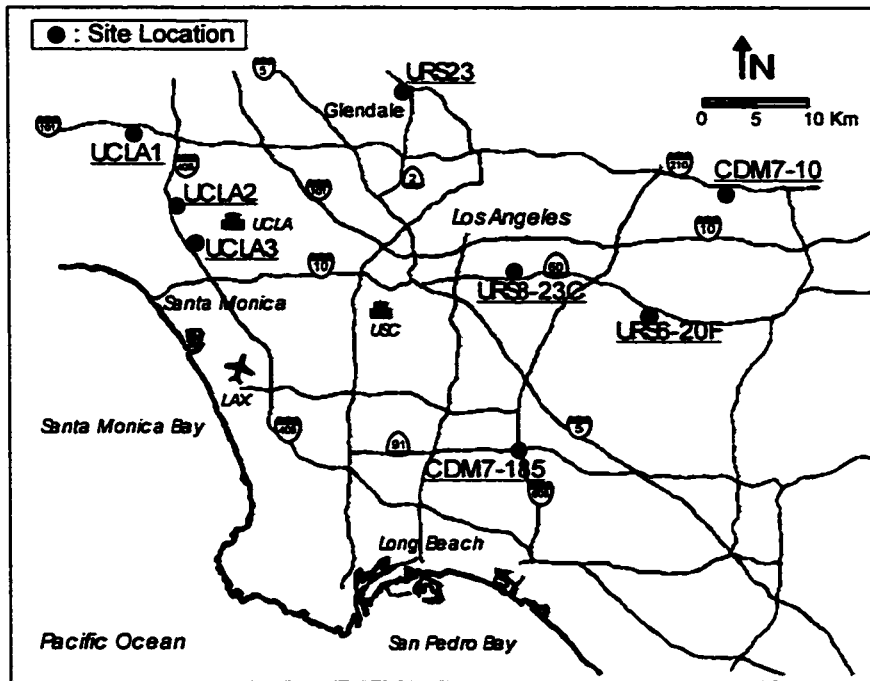 : Site Location
N
0 5 10 Km
5
URS23
Glendale
101
UCLA1
405
2
210
CDM7-10
101
UCLA2
UCLA
Los Angeles
UCLA3
10
10
60
URS8-23C
Santa Monica
USC
URS6-20F
LAX
Santa Monica Bay
405
91
5
CDM7-185
Long Beach
Pacific Ocean
San Pedro Bay